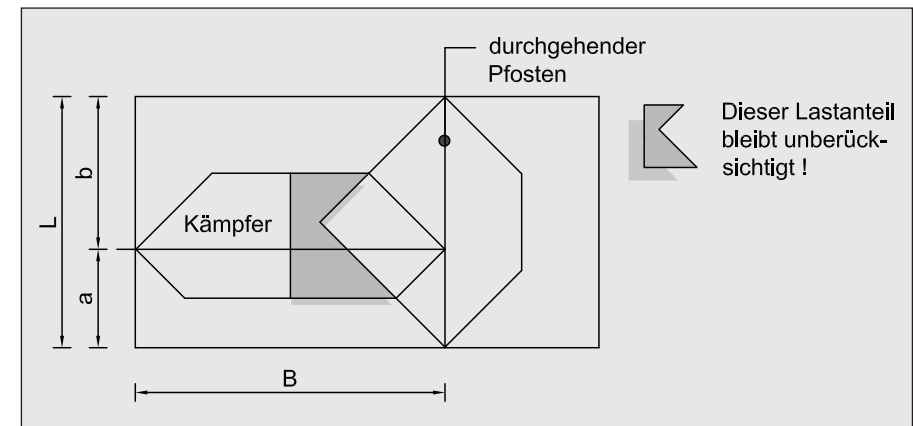 durchgehender
Pfosten
Dieser Lastanteil
bleibt unberück-
sichtigt !
b
L
Kämpfer
a
B